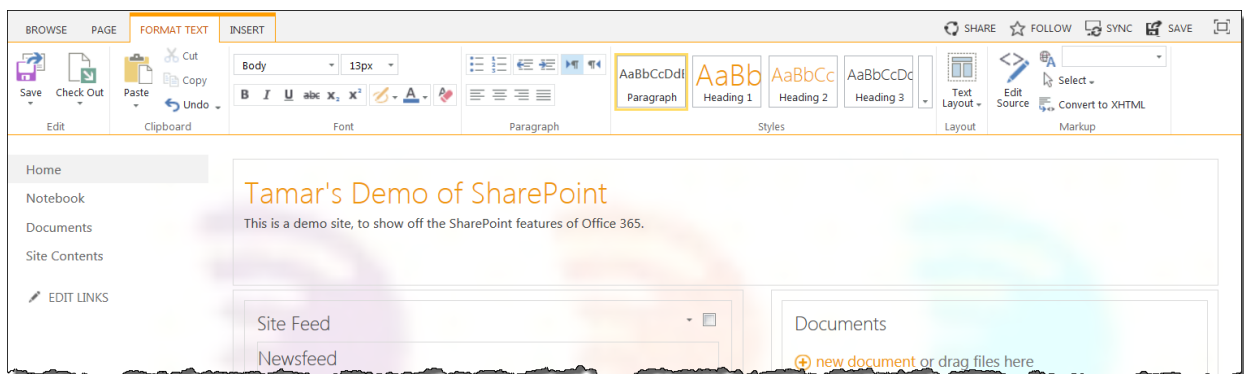 BROWSE PAGE FORMAT TEXT INSERT SHARE FOLLOW SYNC SAVE
Save Check Out Paste Cut Copy Undo
Body 13px
B I U abc X₂ X² A
AaBbCcDdE AaBb AaBbCc AaBbCcDc
Paragraph Heading 1 Heading 2 Heading 3
Text Layout Edit Source Select Convert to XHTML
Edit Clipboard Font Paragraph Styles Layout Markup
Home
Notebook
Documents
Site Contents
EDIT LINKS
Tamar's Demo of SharePoint
This is a demo site, to show off the SharePoint features of Office 365.
Site Feed
Newsfeed
Documents
new document or drag files here